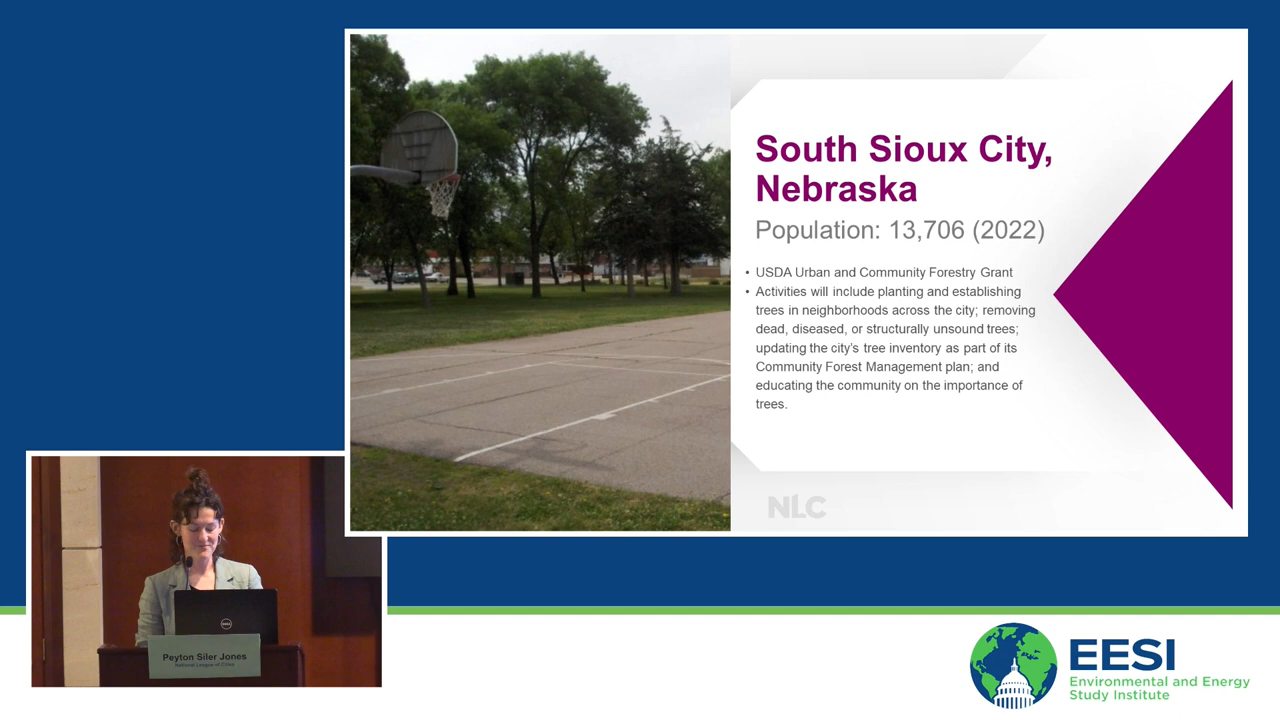 South Sioux City,
Nebraska
Population: 13,706 (2022)
• USDA Urban and Community Forestry Grant
• Activities will include planting and establishing
trees in neighborhoods across the city; removing
dead, diseased, or structurally unsound trees;
updating the city's tree inventory as part of its
Community Forest Management plan; and
educating the community on the importance of
trees.
NLC
DELL
Peyton Siler Jones
National League of Cities
EESI
Environmental and Energy
Study Institute